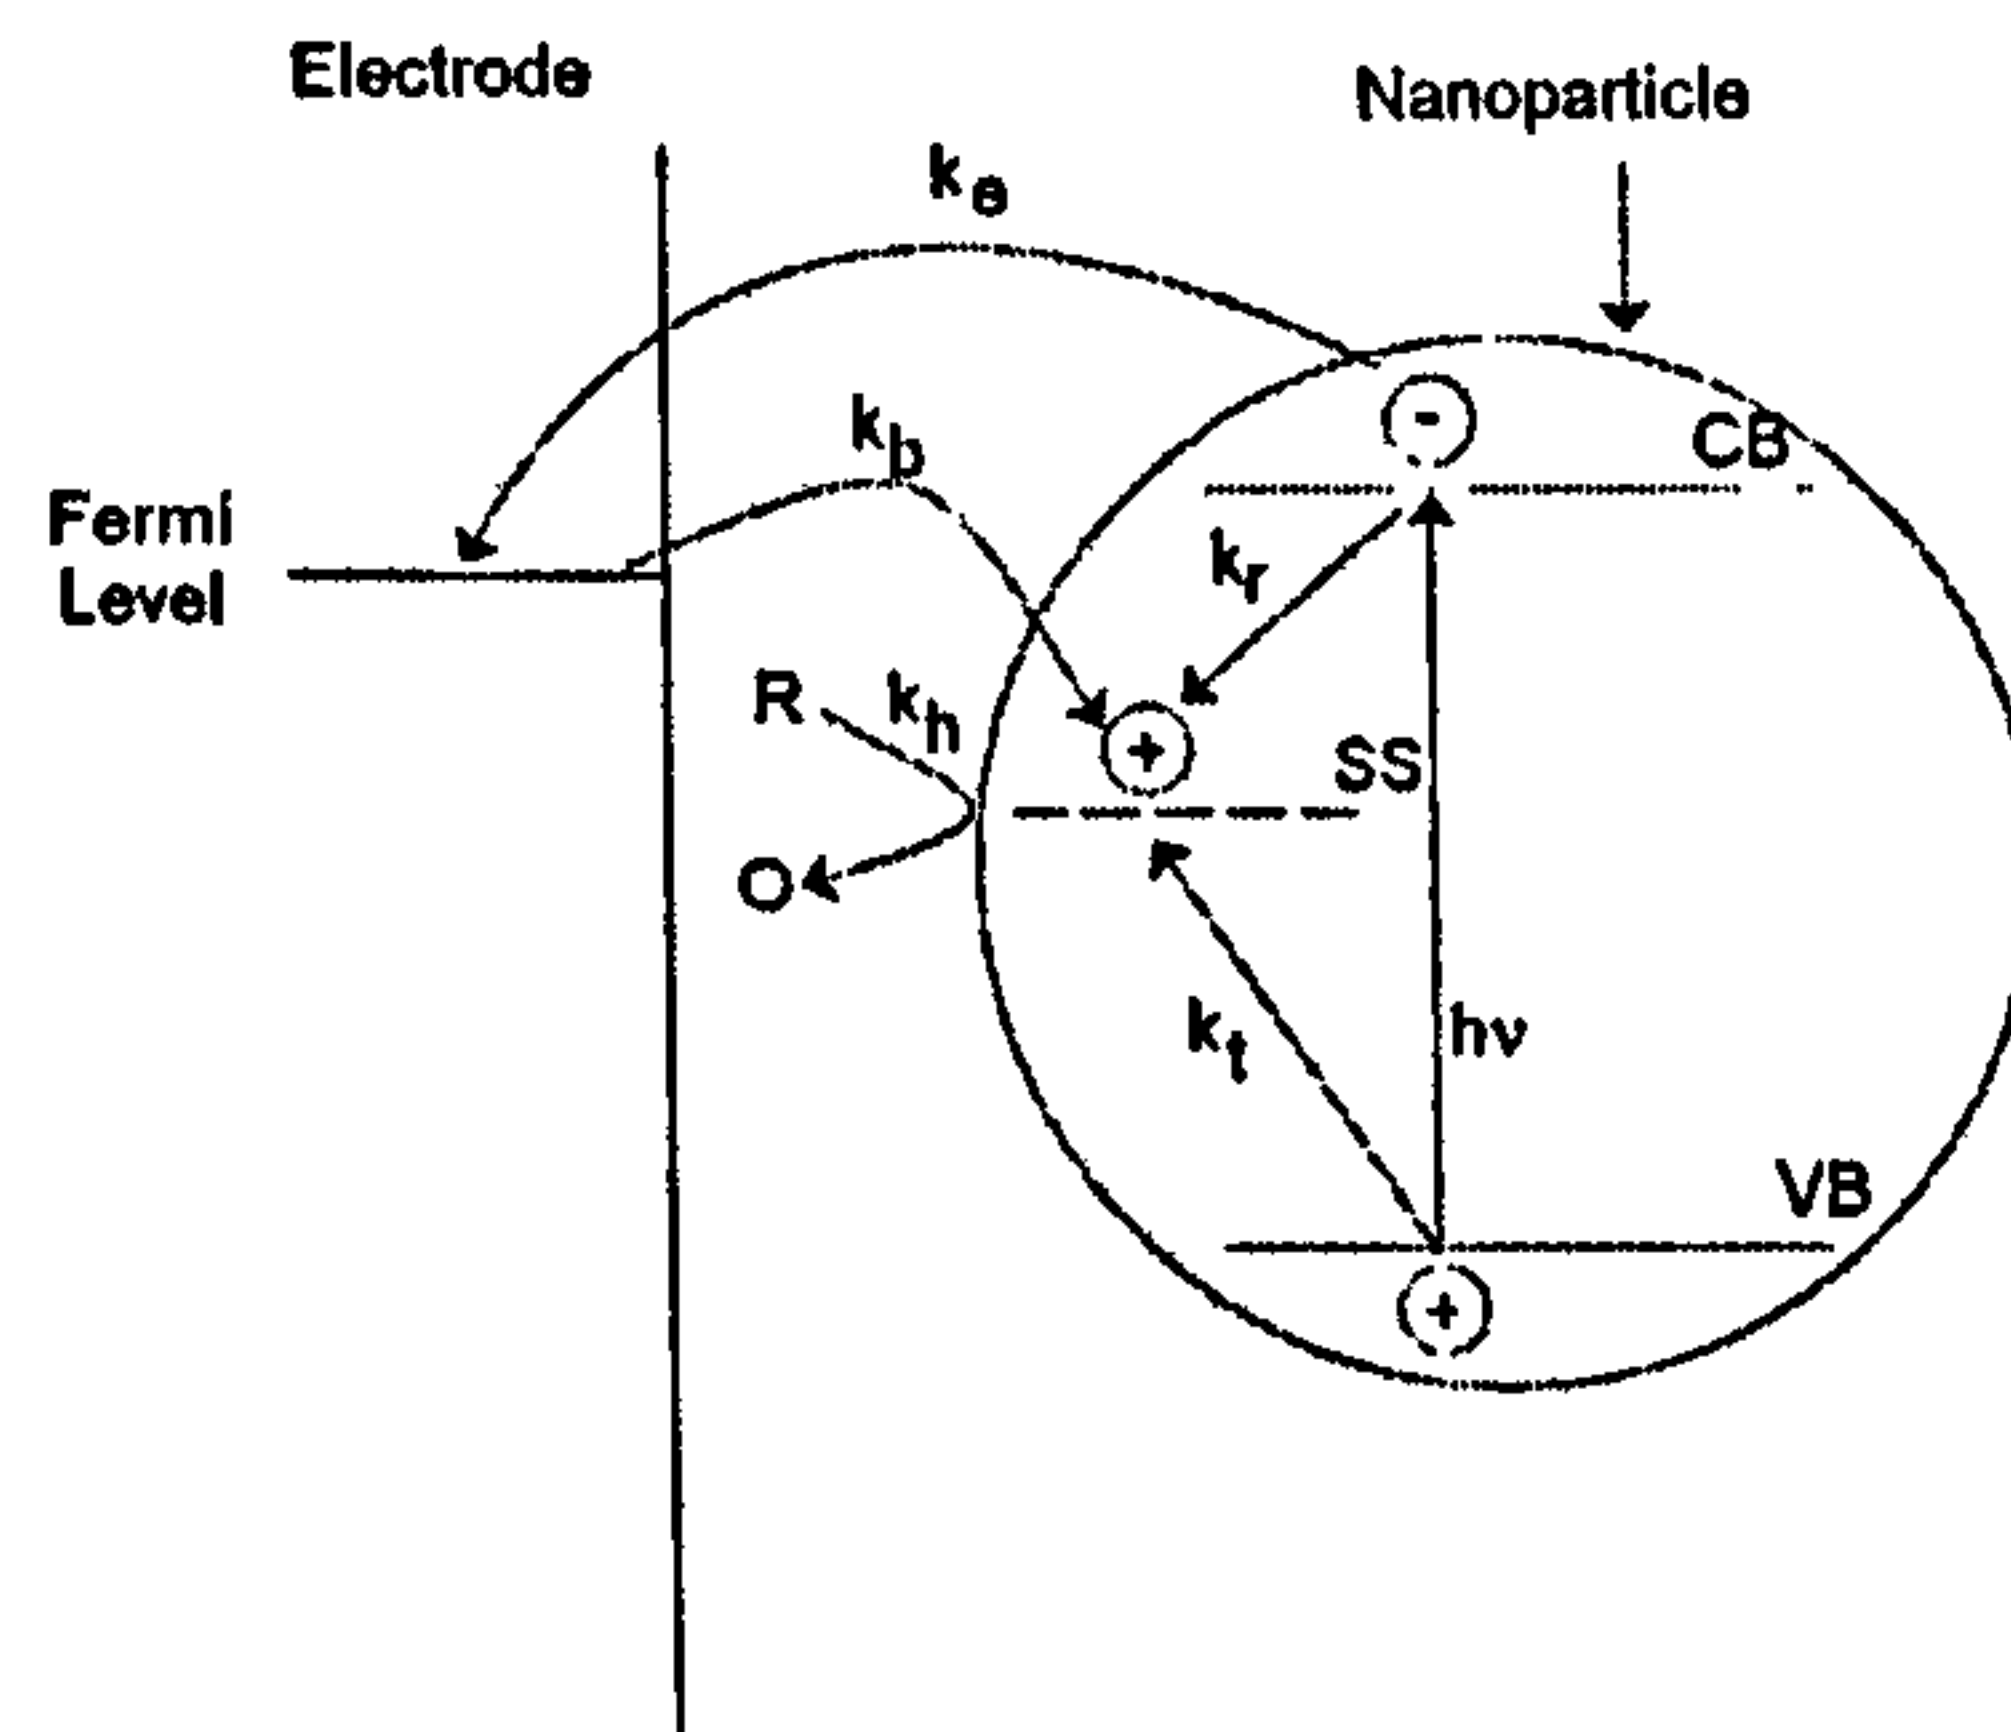 Electrode
Nanoparticle
ke
kb
CB
Fermi
Level
kr
R
kh
SS
O
kt
hν
VB